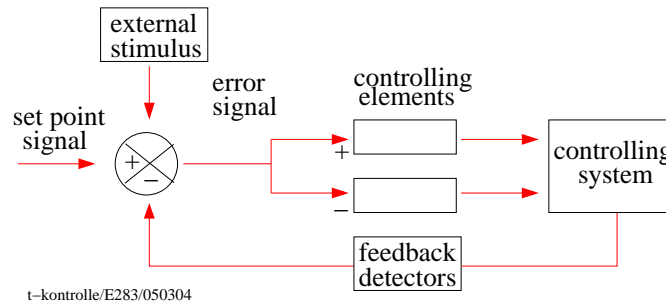 external
stimulus
error
signal
controlling
elements
set point
signal
+
−
+
−
controlling
system
feedback
detectors
t−kontrolle/E283/050304